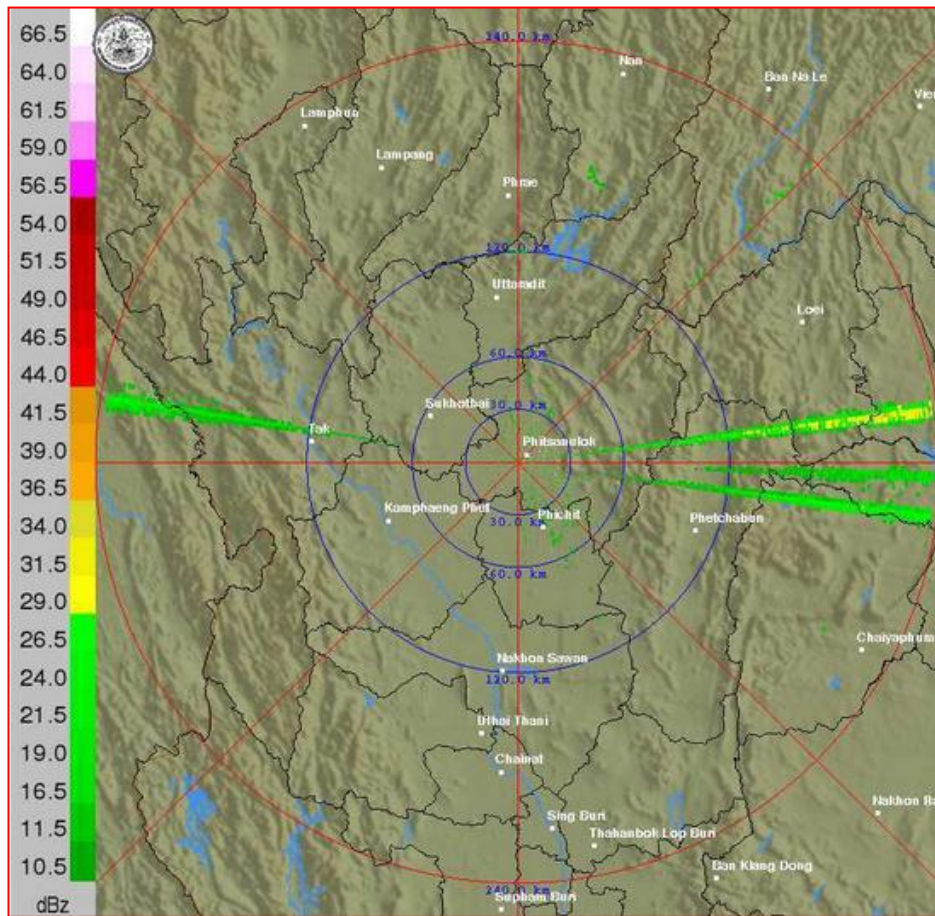 66.5
64.0
61.5
59.0
56.5
54.0
51.5
49.0
46.5
44.0
41.5
39.0
36.5
34.0
31.5
29.0
26.5
24.0
21.5
19.0
16.5
11.5
10.5
dBz
240.0 km
Nan
Ban Na Le
Lamphun
Lampang
Phrae
120.0 km
Uttaradit
Loei
60.0 km
30.0 km
Sukhothai
Tak
Phitsanulok
Kamphaeng Phet
Phichit
30.0 km
Phetchabun
60.0 km
Chaiyaphum
Nakhon Sawan
120.0 km
Uthai Thani
Chainat
Nakhon Ra
Sing Buri
Thahanbok Lop Buri
Ban Klang Dong
240.0 km
Suphan Buri